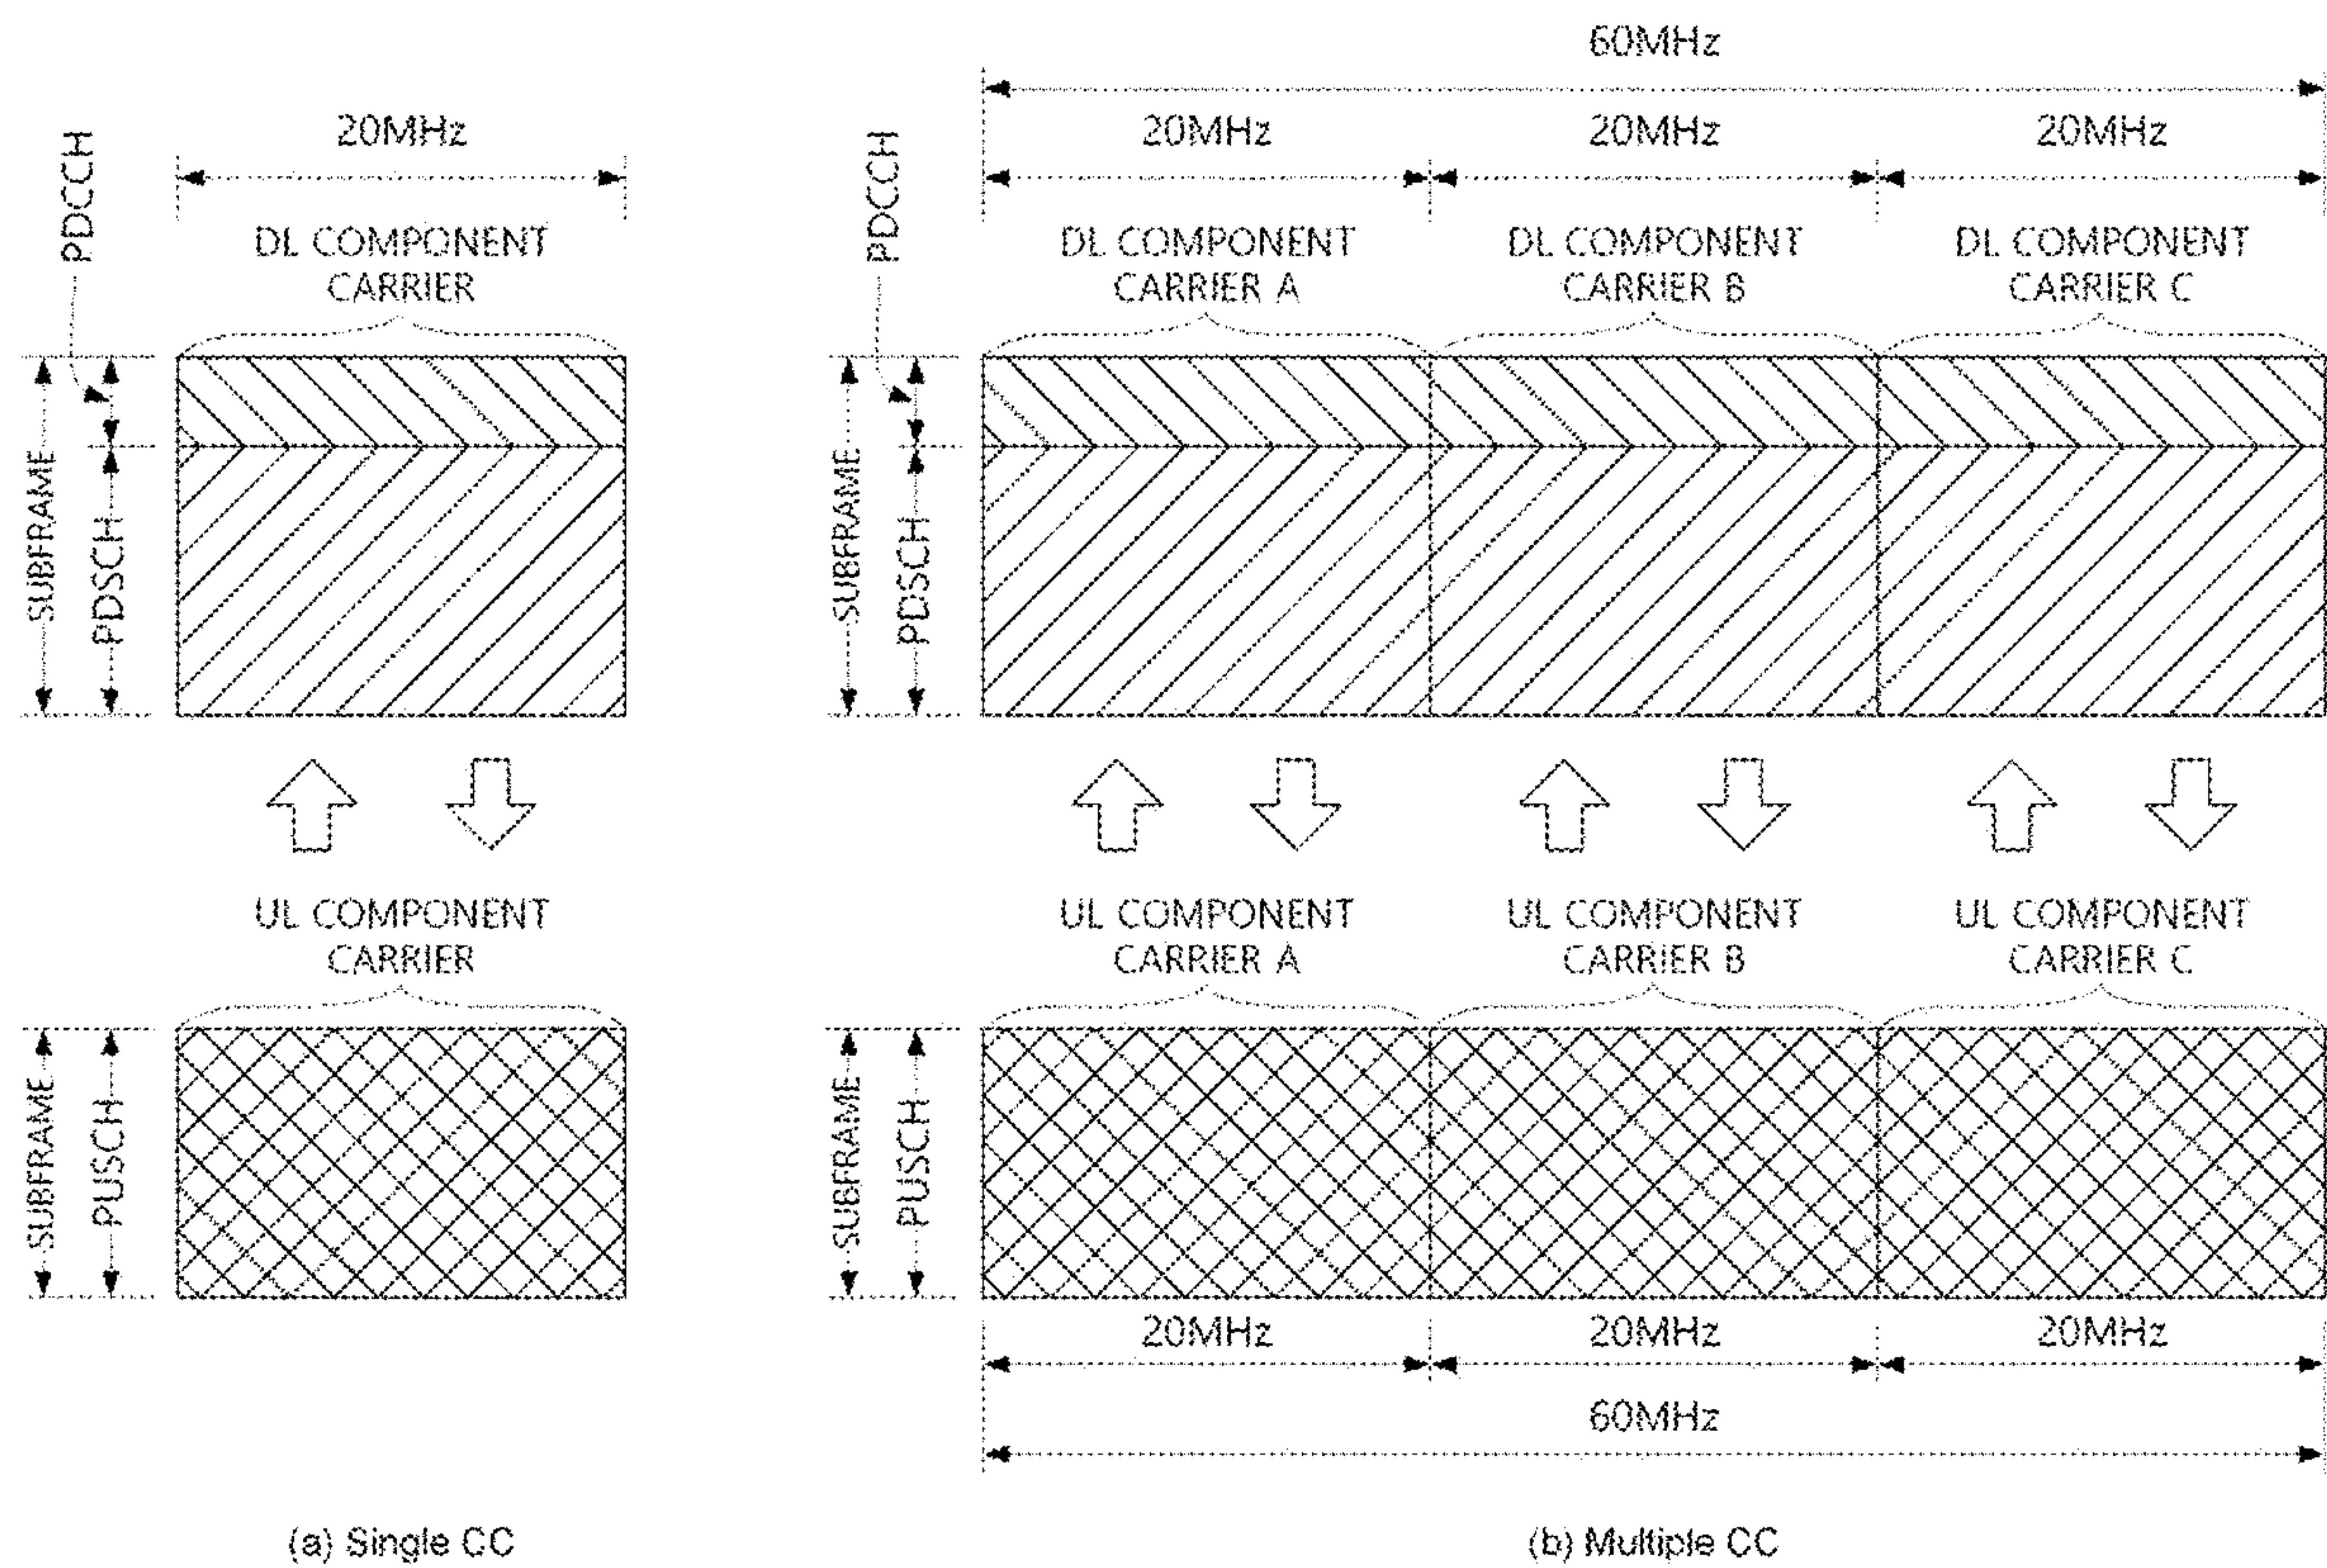 20MHz
PDCCH
DL COMPONENT
CARRIER
SUBFRAME
PDSCH
UL COMPONENT
CARRIER
SUBFRAME
PUSCH
(a) Single CC
60MHz
20MHz
20MHz
20MHz
PDCCH
DL COMPONENT
CARRIER A
DL COMPONENT
CARRIER B
DL COMPONENT
CARRIER C
SUBFRAME
PDSCH
UL COMPONENT
CARRIER A
UL COMPONENT
CARRIER B
UL COMPONENT
CARRIER C
SUBFRAME
PUSCH
20MHz
20MHz
20MHz
60MHz
(b) Multiple CC